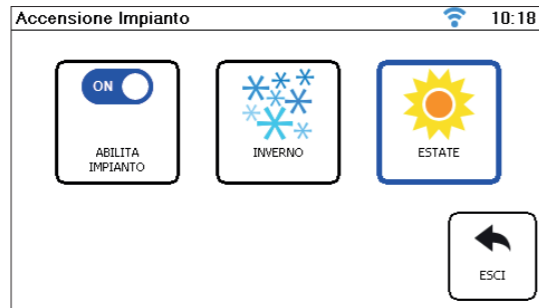 Accensione Impianto 10:18
ON
ABILITA
IMPIANTO
INVERNO
ESTATE
ESCI